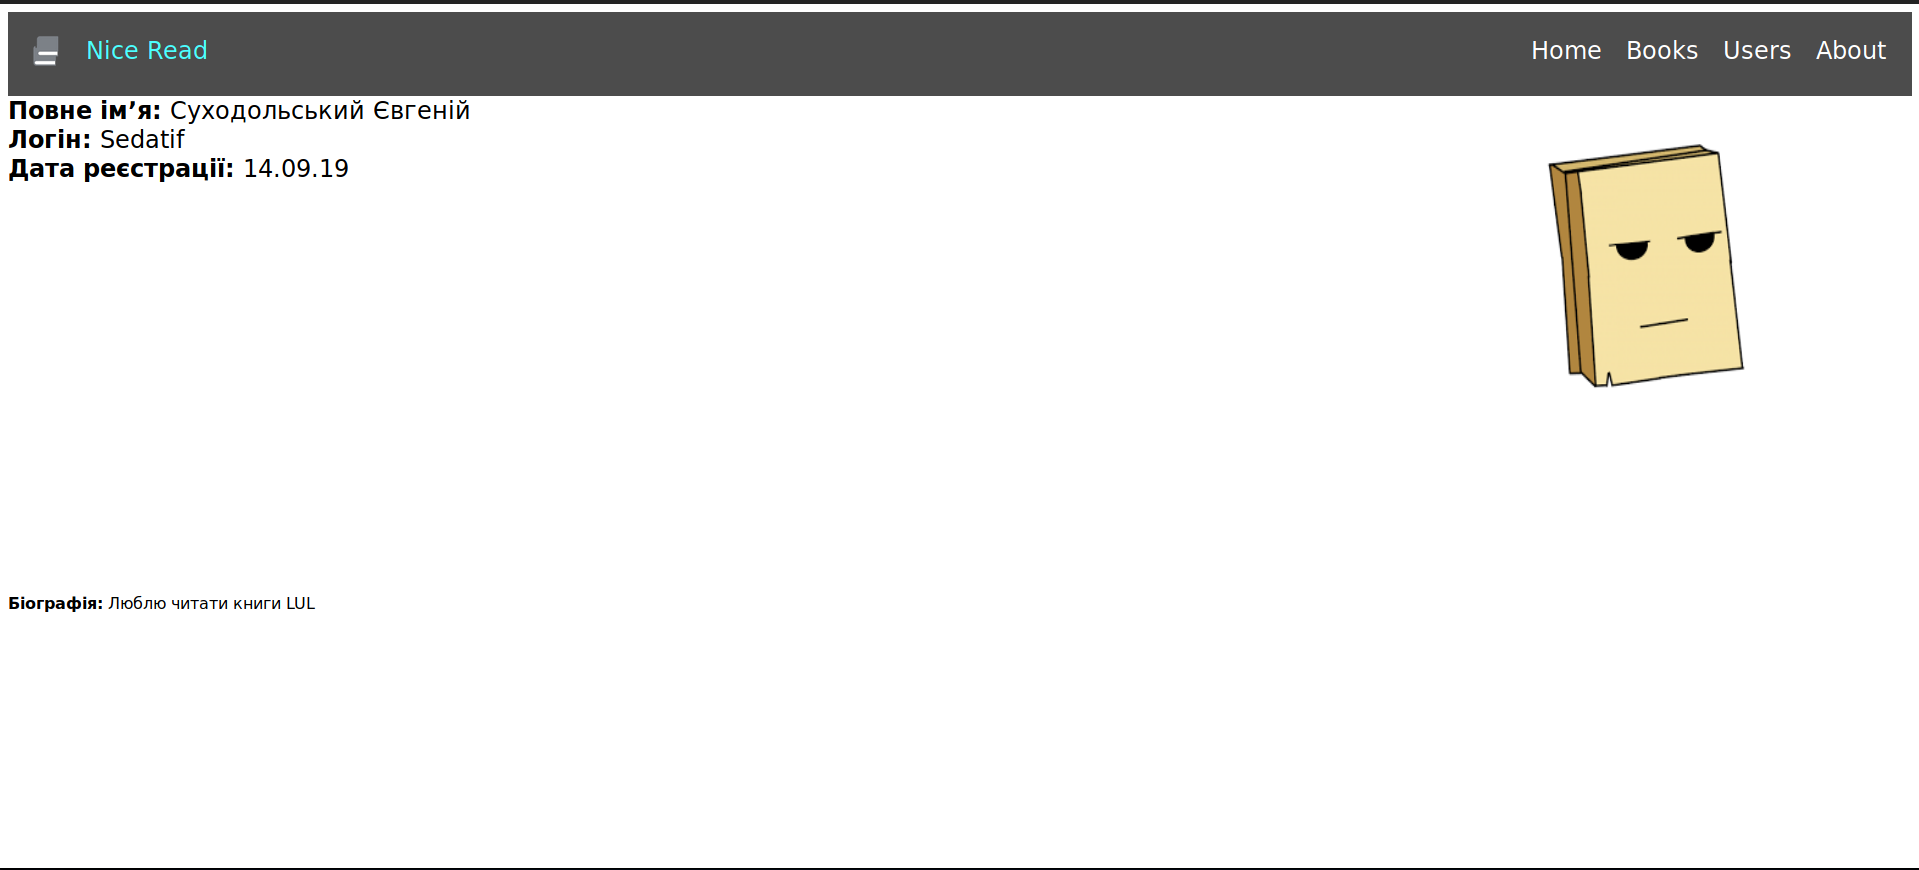 Nice Read Home Books Users About
Повне ім’я: Суходольський Євгеній
Логін: Sedatif
Дата реєстрації: 14.09.19
Біографія: Люблю читати книги LUL